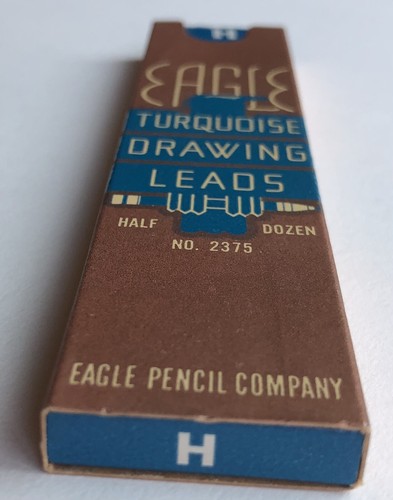 H
EAGLE
TURQUOISE
DRAWING
LEADS
HALF DOZEN
NO. 2375
EAGLE PENCIL COMPANY
H